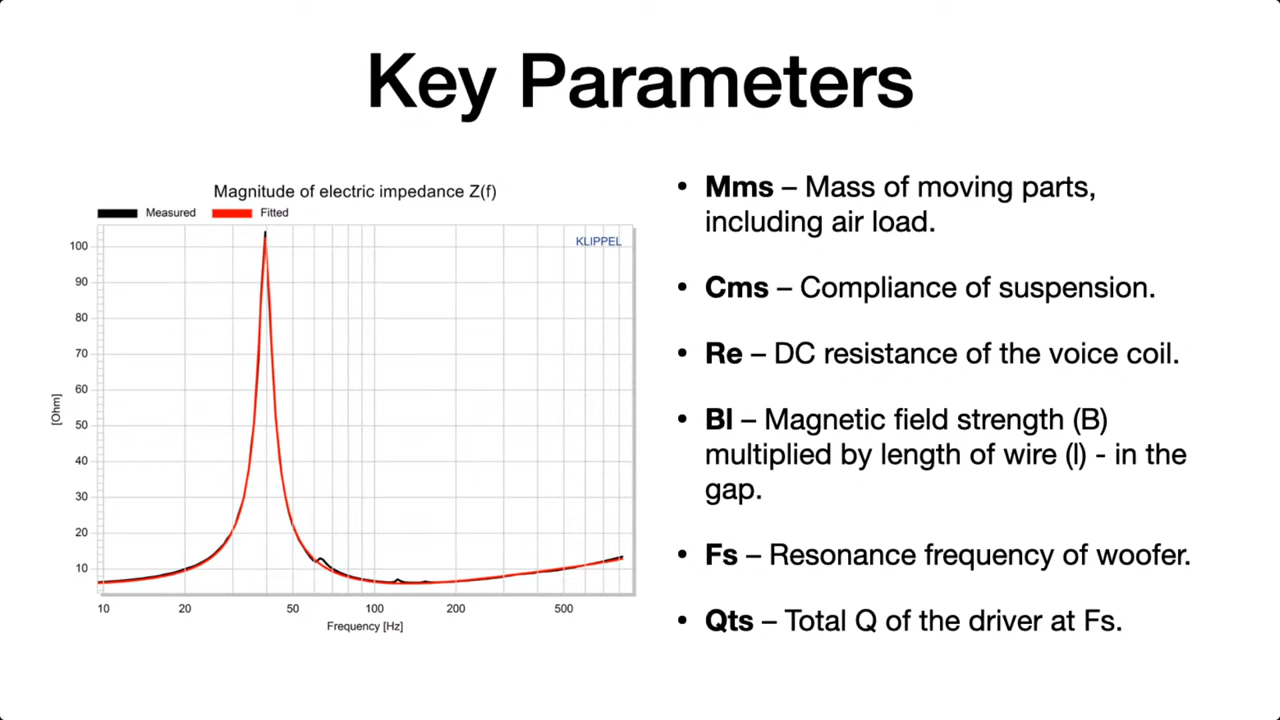 Key Parameters
Magnitude of electric impedance Z(f)
Measured Fitted
KLIPPEL
100
90
80
70
60
50
40
30
20
10
[Ohm]
10 20 50 100 200 500
Frequency [Hz]
• Mms – Mass of moving parts,
including air load.
• Cms – Compliance of suspension.
• Re – DC resistance of the voice coil.
• Bl – Magnetic field strength (B)
multiplied by length of wire (l) - in the
gap.
• Fs – Resonance frequency of woofer.
• Qts – Total Q of the driver at Fs.